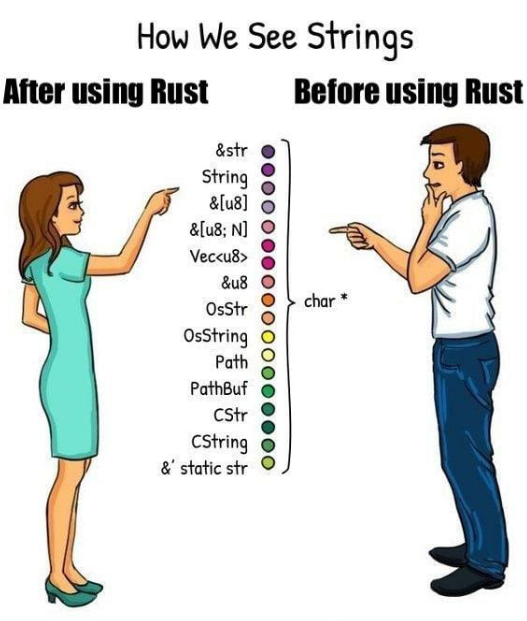 How We See Strings
After using Rust
Before using Rust
&str
String
&[u8]
&[u8; N]
Vec<u8>
&u8
OsStr
OsString
Path
PathBuf
CStr
CString
&' static str
char *